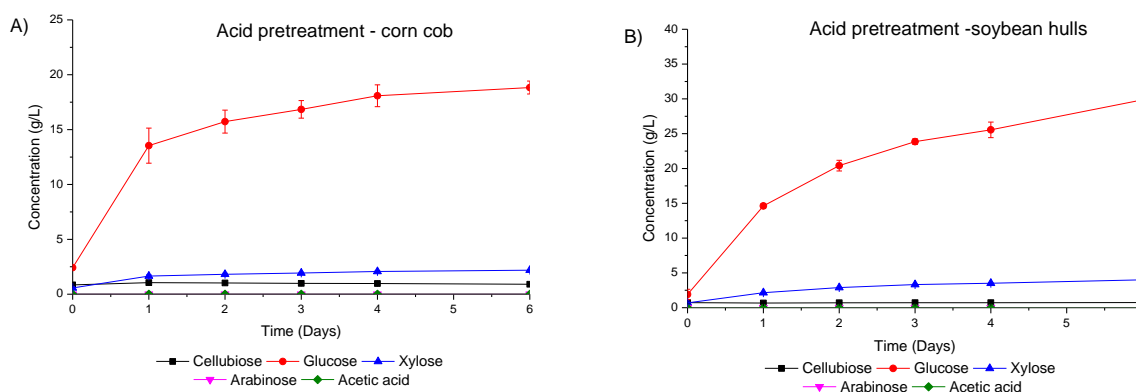 A)
Acid pretreatment - corn cob
25
20
15
10
5
0
Concentration (g/L)
0 1 2 3 4 5 6
Time (Days)
Cellubiose Glucose Xylose
Arabinose Acetic acid
B)
Acid pretreatment -soybean hulls
40
35
30
25
20
15
10
5
0
Concentration (g/L)
0 1 2 3 4 5
Time (Days)
Cellubiose Glucose Xylose
Arabinose Acetic acid